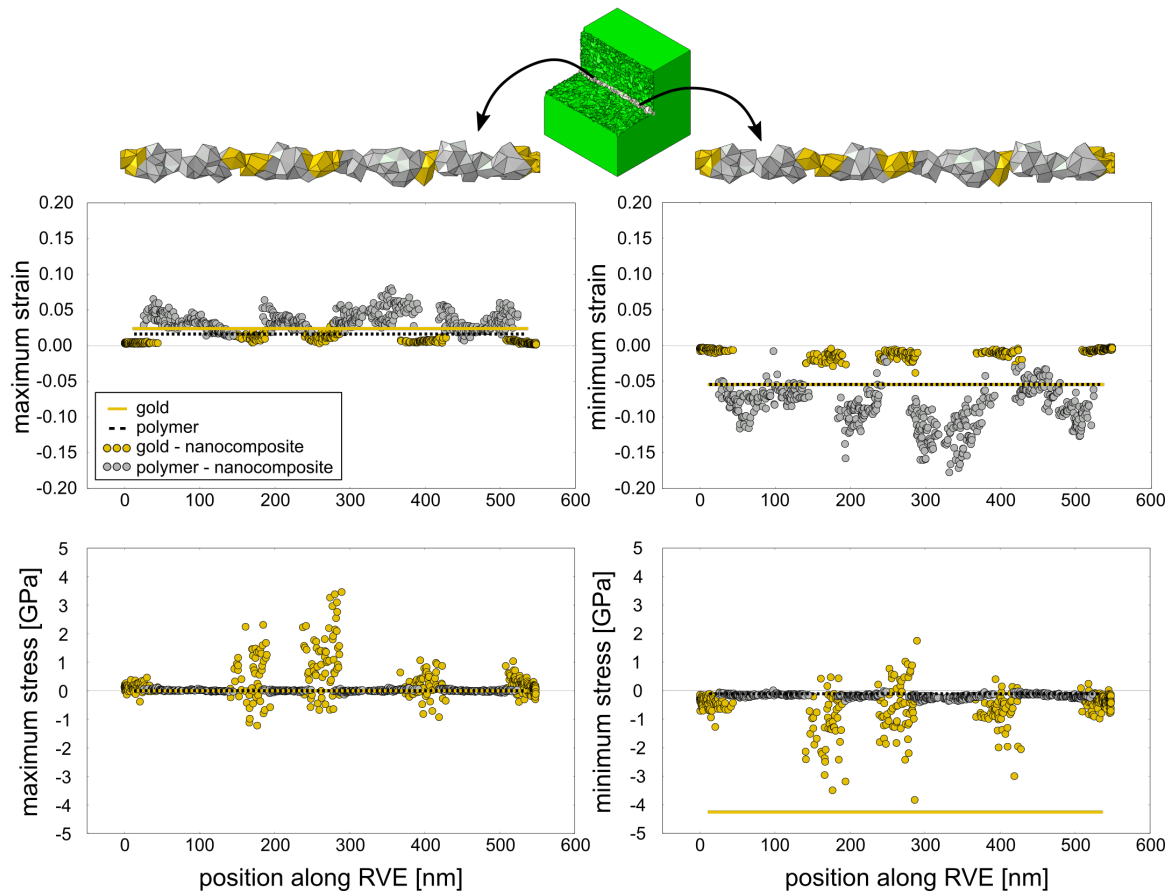 0.20
0.15
0.10
0.05
0.00
-0.05
-0.10
-0.15
-0.20
maximum strain
gold
polymer
gold - nanocomposite
polymer - nanocomposite
0 100 200 300 400 500 600
0.20
0.15
0.10
0.05
0.00
-0.05
-0.10
-0.15
-0.20
minimum strain
0 100 200 300 400 500 600
5
4
3
2
1
0
-1
-2
-3
-4
-5
maximum stress [GPa]
0 100 200 300 400 500 600
position along RVE [nm]
5
4
3
2
1
0
-1
-2
-3
-4
-5
minimum stress [GPa]
0 100 200 300 400 500 600
position along RVE [nm]